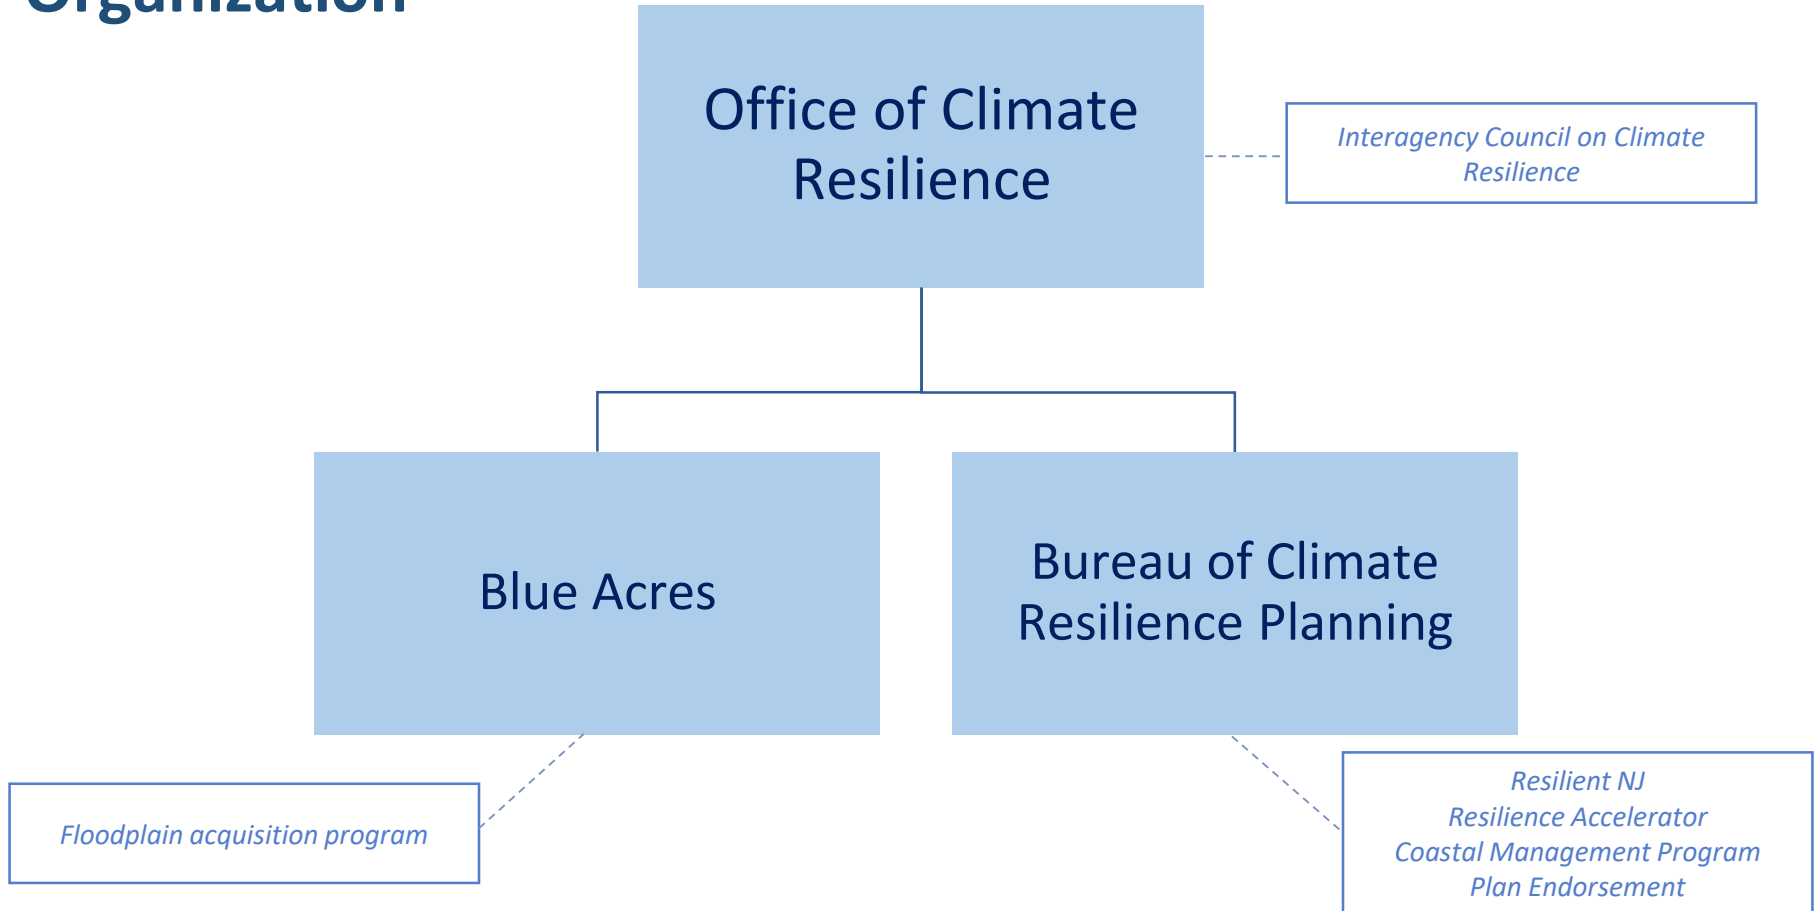 Organization
Office of Climate
Resilience
Interagency Council on Climate
Resilience
Blue Acres
Bureau of Climate
Resilience Planning
Floodplain acquisition program
Resilient NJ
Resilience Accelerator
Coastal Management Program
Plan Endorsement